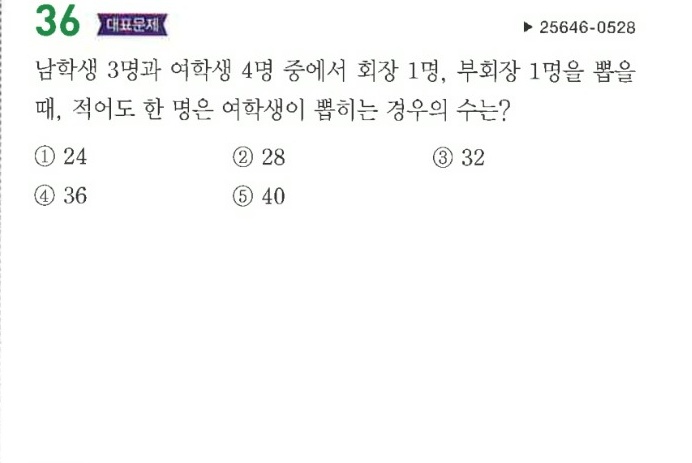 36 대표문제 ▶ 25646-0528
남학생 3명과 여학생 4명 중에서 회장 1명, 부회장 1명을 뽑을
때, 적어도 한 명은 여학생이 뽑히는 경우의 수는?
① 24 ② 28 ③ 32
④ 36 ⑤ 40